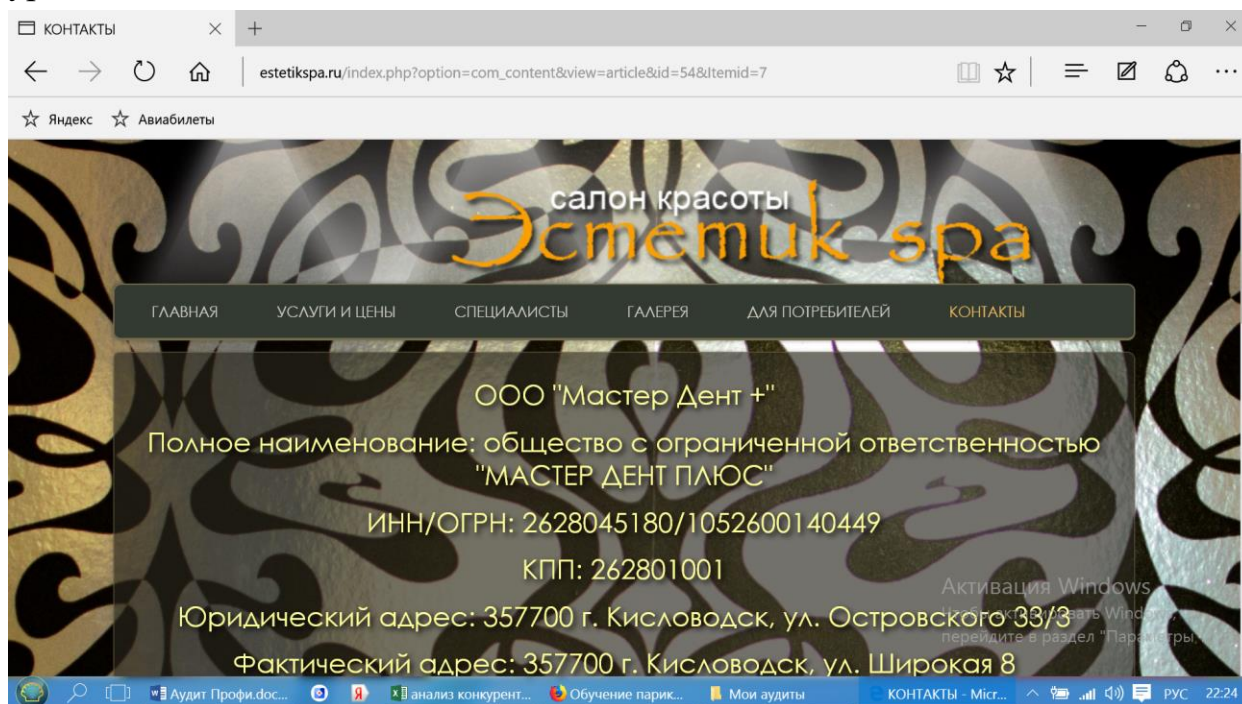 КОНТАКТЫ
estetikspa.ru/index.php?option=com_content&view=article&id=54&Itemid=7
Яндекс Авиабилеты
салон красоты
Эстетик spa
ГЛАВНАЯ УСЛУГИ И ЦЕНЫ СПЕЦИАЛИСТЫ ГАЛЕРЕЯ ДЛЯ ПОТРЕБИТЕЛЕЙ КОНТАКТЫ
ООО "Мастер Дент +"
Полное наименование: общество с ограниченной ответственностью
"МАСТЕР ДЕНТ ПЛЮС"
ИНН/ОГРН: 2628045180/1052600140449
КПП: 262801001
Активация Windows
Юридический адрес: 357700 г. Кисловодск, ул. Островского 33/3
перейдите в раздел "Параметры,
Фактический адрес: 357700 г. Кисловодск, ул. Широкая 8
Аудит Профи.doc... анализ конкурент... Обучение парик... Мои аудиты КОНТАКТЫ - Micr... РУС 22:24